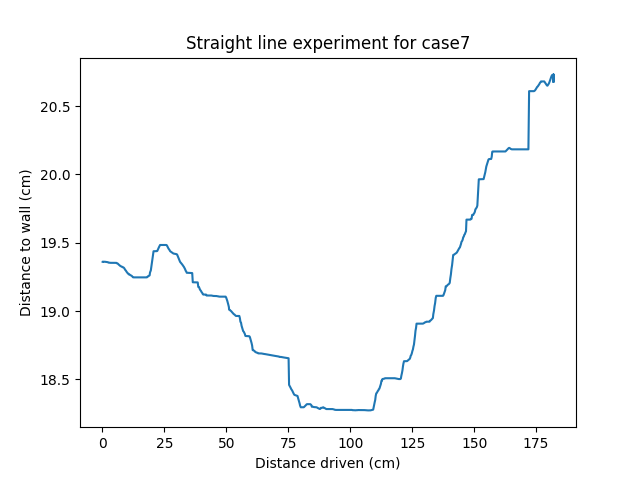 Straight line experiment for case7
20.5
20.0
19.5
19.0
18.5
Distance to wall (cm)
0 25 50 75 100 125 150 175
Distance driven (cm)